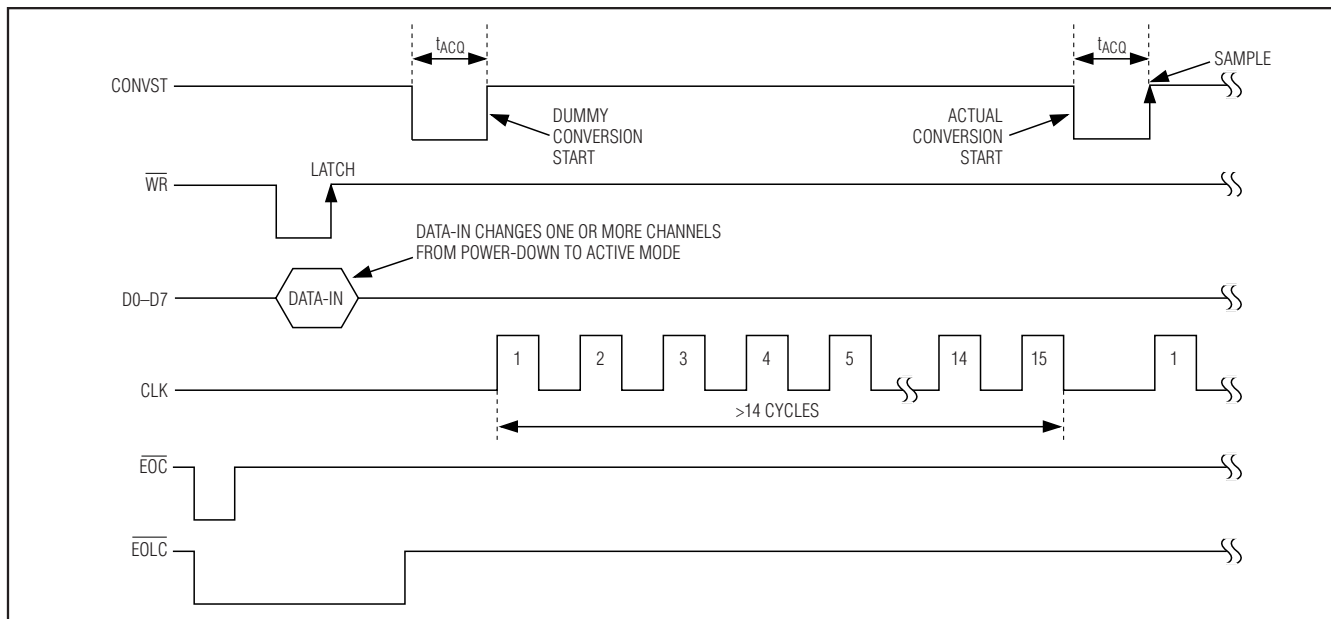 tACQ
tACQ
SAMPLE
CONVST
DUMMY
CONVERSION
START
ACTUAL
CONVERSION
START
LATCH
WR
DATA-IN CHANGES ONE OR MORE CHANNELS
FROM POWER-DOWN TO ACTIVE MODE
D0–D7
DATA-IN
1 2 3 4 5 14 15 1
CLK
>14 CYCLES
EOC
EOLC